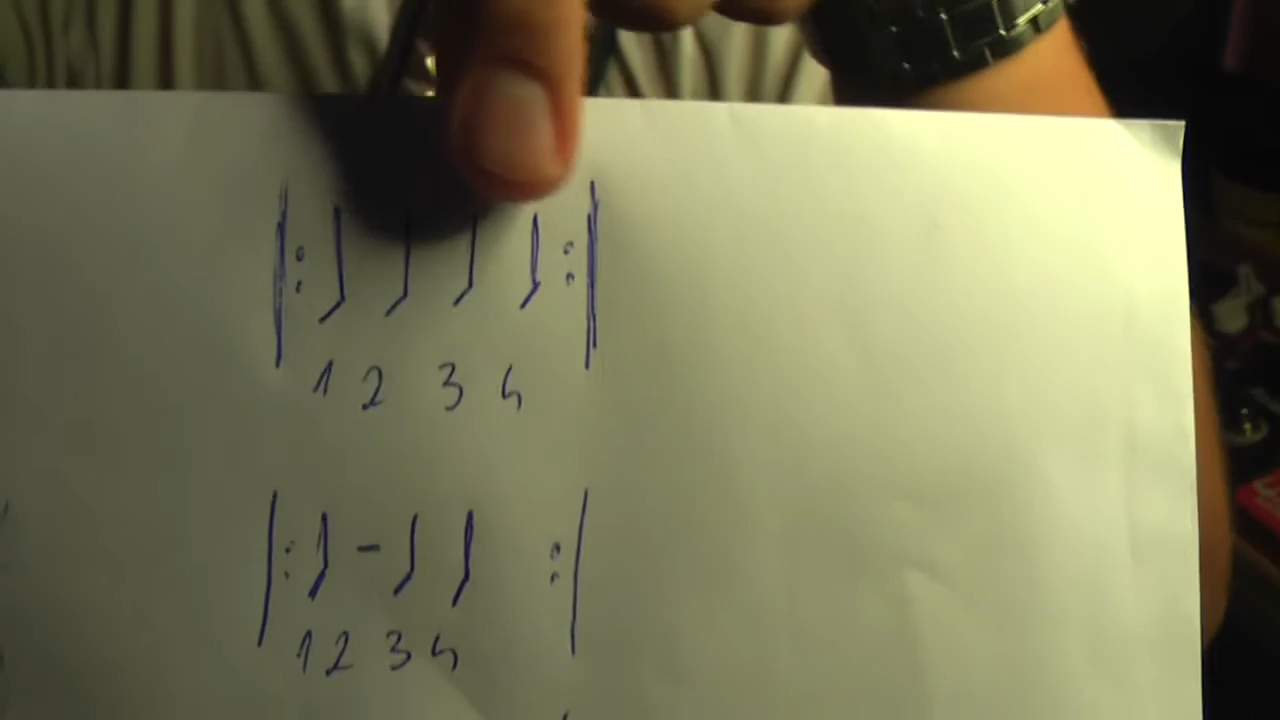 |: ♩ ♩ ♩ ♩ :|
1 2 3 4
|: ♩ - ♩ ♩ :|
1 2 3 4